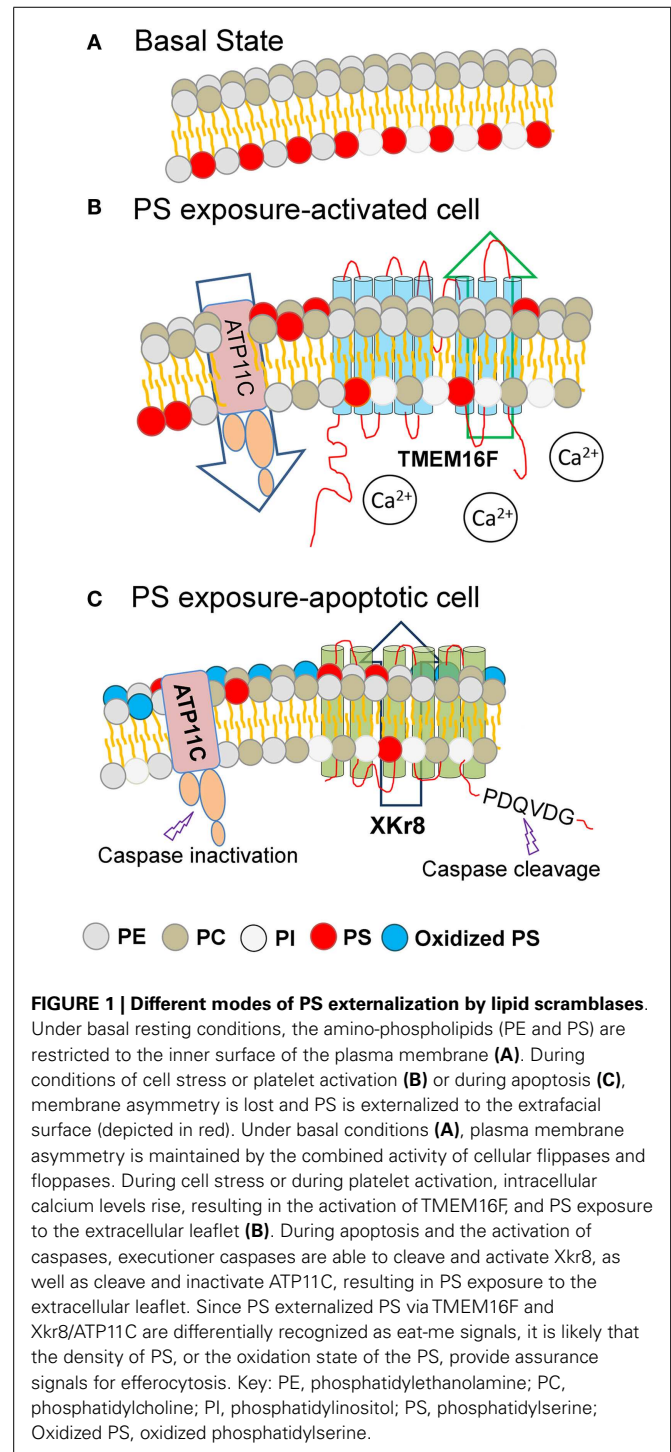 A Basal State
B PS exposure-activated cell
ATP11C
TMEM16F
Ca²⁺
Ca²⁺
Ca²⁺
C PS exposure-apoptotic cell
ATP11C
XKr8
PDQVDG
Caspase inactivation
Caspase cleavage
PE PC PI PS Oxidized PS
FIGURE 1 | Different modes of PS externalization by lipid scramblases.
Under basal resting conditions, the amino-phospholipids (PE and PS) are
restricted to the inner surface of the plasma membrane (A). During
conditions of cell stress or platelet activation (B) or during apoptosis (C),
membrane asymmetry is lost and PS is externalized to the extrafacial
surface (depicted in red). Under basal conditions (A), plasma membrane
asymmetry is maintained by the combined activity of cellular flippases and
floppases. During cell stress or during platelet activation, intracellular
calcium levels rise, resulting in the activation of TMEM16F, and PS exposure
to the extracellular leaflet (B). During apoptosis and the activation of
caspases, executioner caspases are able to cleave and activate Xkr8, as
well as cleave and inactivate ATP11C, resulting in PS exposure to the
extracellular leaflet. Since PS externalized PS via TMEM16F and
Xkr8/ATP11C are differentially recognized as eat-me signals, it is likely that
the density of PS, or the oxidation state of the PS, provide assurance
signals for efferocytosis. Key: PE, phosphatidylethanolamine; PC,
phosphatidylcholine; PI, phosphatidylinositol; PS, phosphatidylserine;
Oxidized PS, oxidized phosphatidylserine.